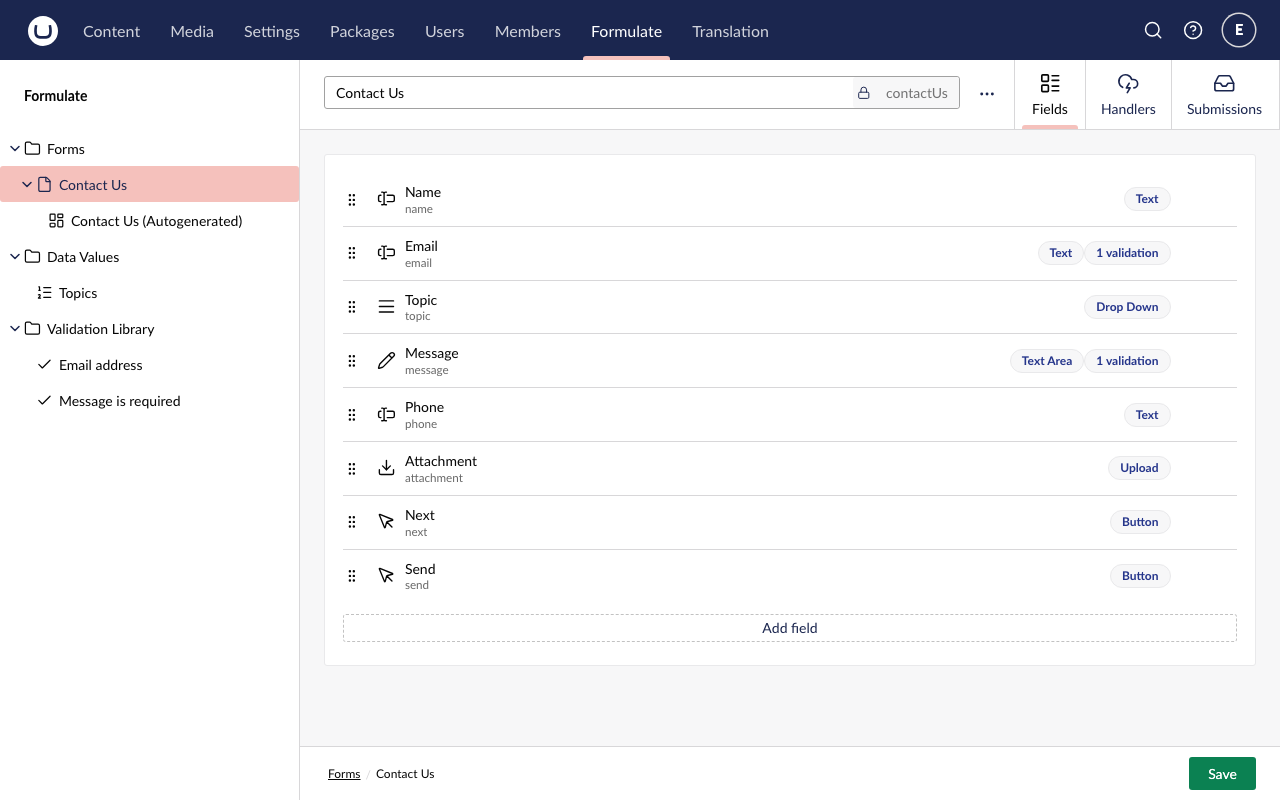 Content Media Settings Packages Users Members Formulate Translation E
Formulate
Forms
Contact Us
Contact Us (Autogenerated)
Data Values
Topics
Validation Library
Email address
Message is required
Contact Us contactUs
Fields Handlers Submissions
Name
name
Text
Email
email
Text 1 validation
Topic
topic
Drop Down
Message
message
Text Area 1 validation
Phone
phone
Text
Attachment
attachment
Upload
Next
next
Button
Send
send
Button
Add field
Forms / Contact Us
Save